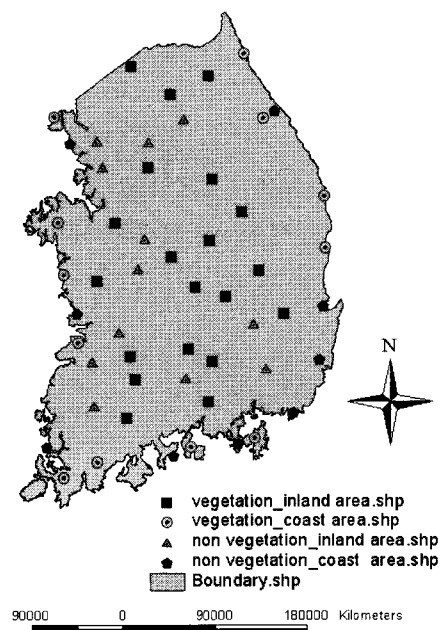 N
vegetation_inland area.shp
vegetation_coast area.shp
non vegetation_inland area.shp
non vegetation_coast area.shp
Boundary.shp
90000 0 90000 180000 Kilometers